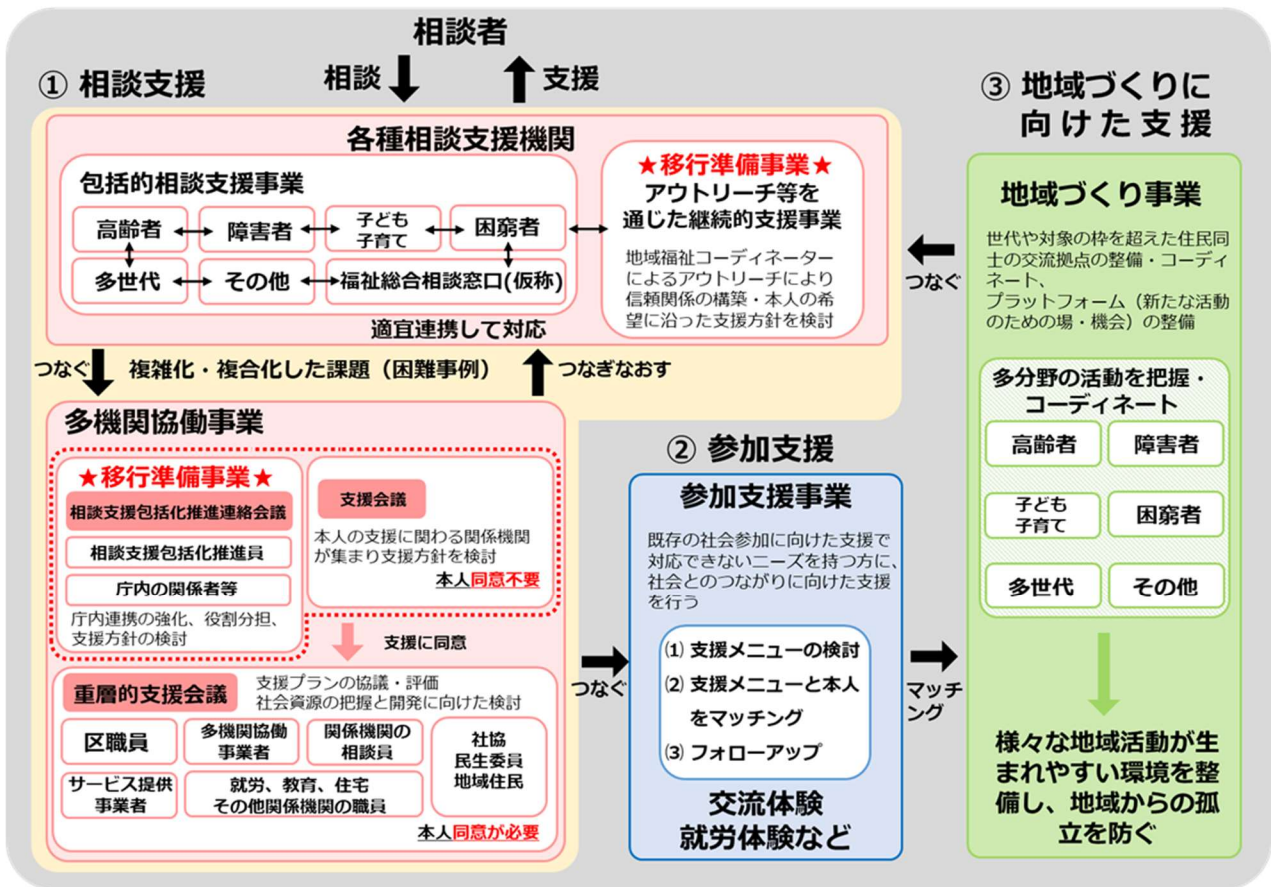 相談者
相談
支援
① 相談支援
各種相談支援機関
包括的相談支援事業
高齢者
障害者
子ども
子育て
困窮者
多世代
その他
福祉総合相談窓口(仮称)
適宜連携して対応
★移行準備事業★
アウトリーチ等を
通じた継続的支援事業
地域福祉コーディネーター
によるアウトリーチにより
信頼関係の構築・本人の希
望に沿った支援方針を検討
つなぐ
複雑化・複合化した課題（困難事例）
つなぎなおす
多機関協働事業
★移行準備事業★
相談支援包括化推進連絡会議
相談支援包括化推進員
庁内の関係者等
庁内連携の強化、役割分担、
支援方針の検討
支援会議
本人の支援に関わる関係機関
が集まり支援方針を検討
本人同意不要
支援に同意
重層的支援会議
支援プランの協議・評価
社会資源の把握と開発に向けた検討
区職員
多機関協働
事業者
関係機関の
相談員
社協
民生委員
地域住民
サービス提供
事業者
就労、教育、住宅
その他関係機関の職員
本人同意が必要
つなぐ
② 参加支援
参加支援事業
既存の社会参加に向けた支援で
対応できないニーズを持つ方に、
社会とのつながりに向けた支援
を行う
⑴ 支援メニューの検討
⑵ 支援メニューと本人
をマッチング
⑶ フォローアップ
交流体験
就労体験など
マッチ
ング
③ 地域づくりに
向けた支援
地域づくり事業
世代や対象の枠を超えた住民同
士の交流拠点の整備・コーディ
ネート、
プラットフォーム（新たな活動
のための場・機会）の整備
つなぐ
多分野の活動を把握・
コーディネート
高齢者
障害者
子ども
子育て
困窮者
多世代
その他
様々な地域活動が生
まれやすい環境を整
備し、地域からの孤
立を防ぐ